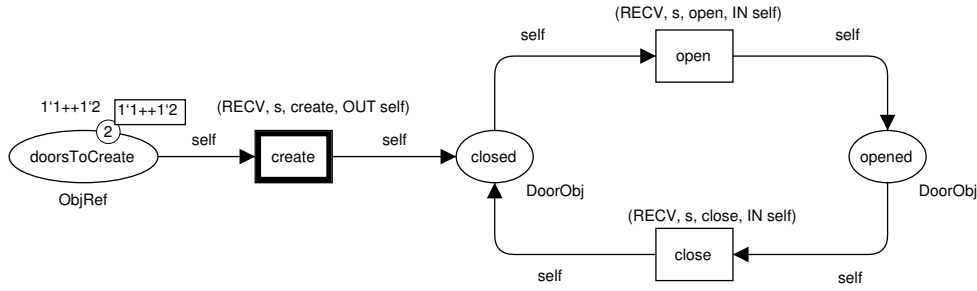 (RECV, s, open, IN self)
self
open
self
1`1++1`2
1`1++1`2
2
(RECV, s, create, OUT self)
doorsToCreate
self
create
self
closed
opened
ObjRef
DoorObj
DoorObj
(RECV, s, close, IN self)
close
self
self